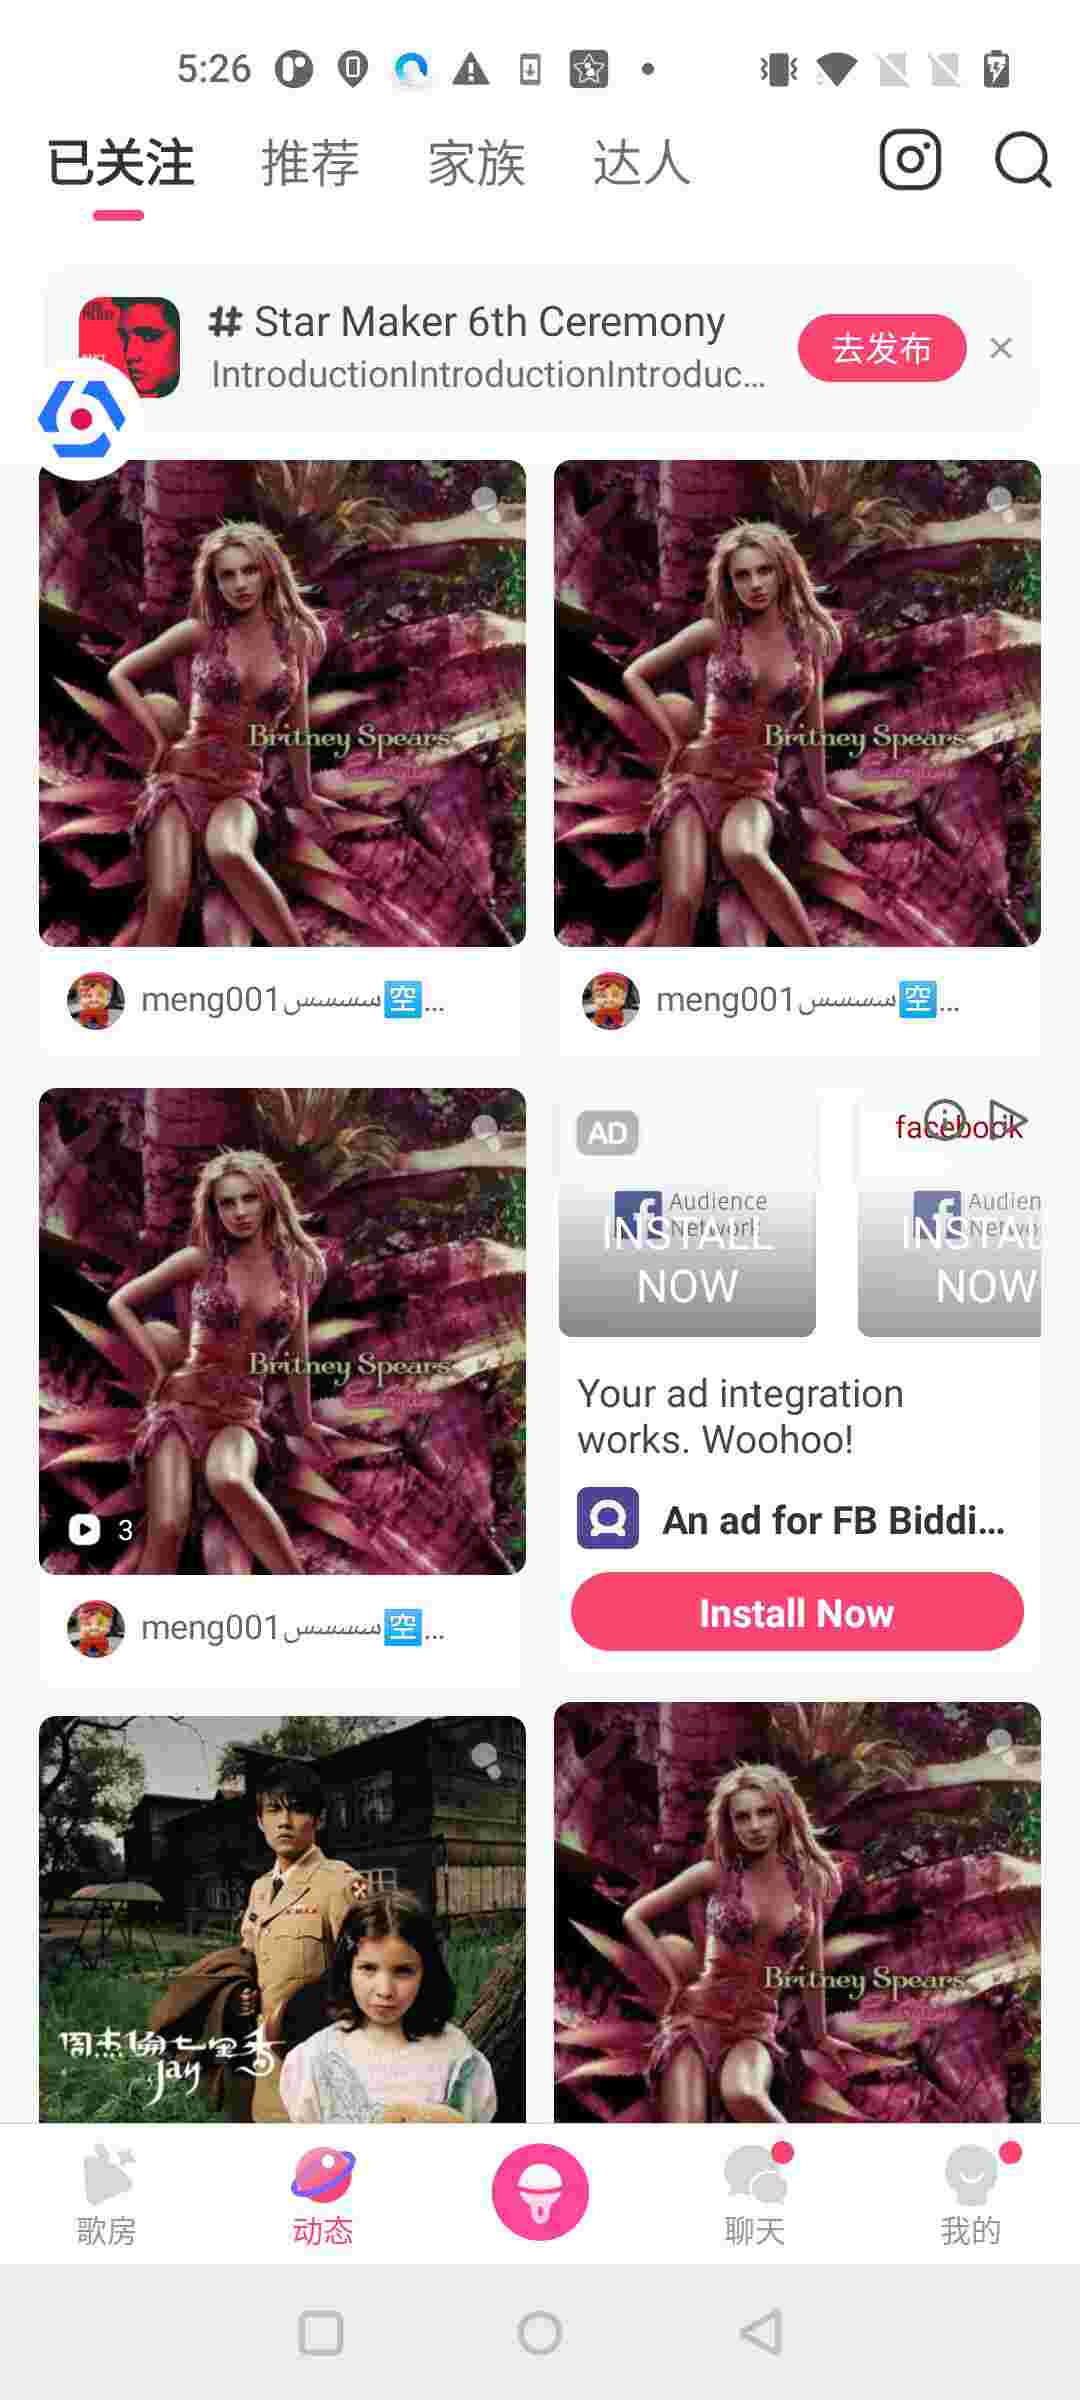 5:26
已关注 推荐 家族 达人
# Star Maker 6th Ceremony
IntroductionIntroductionIntroduc...
去发布
Britney Spears
Britney Spears
meng001سسسسس空...
meng001سسسسس空...
Britney Spears
3
meng001سسسسس空...
AD
facebook
Audience
Network
INSTALL
NOW
Audien
Netwo
INSTAL
NOW
Your ad integration
works. Woohoo!
An ad for FB Biddi...
Install Now
周杰倫 七里香
Jay
Britney Spears
歌房 动态 聊天 我的